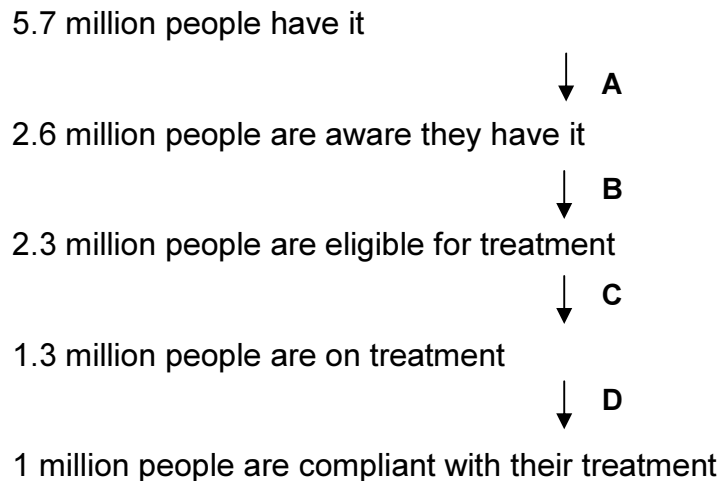 5.7 million people have it
A
2.6 million people are aware they have it
B
2.3 million people are eligible for treatment
C
1.3 million people are on treatment
D
1 million people are compliant with their treatment